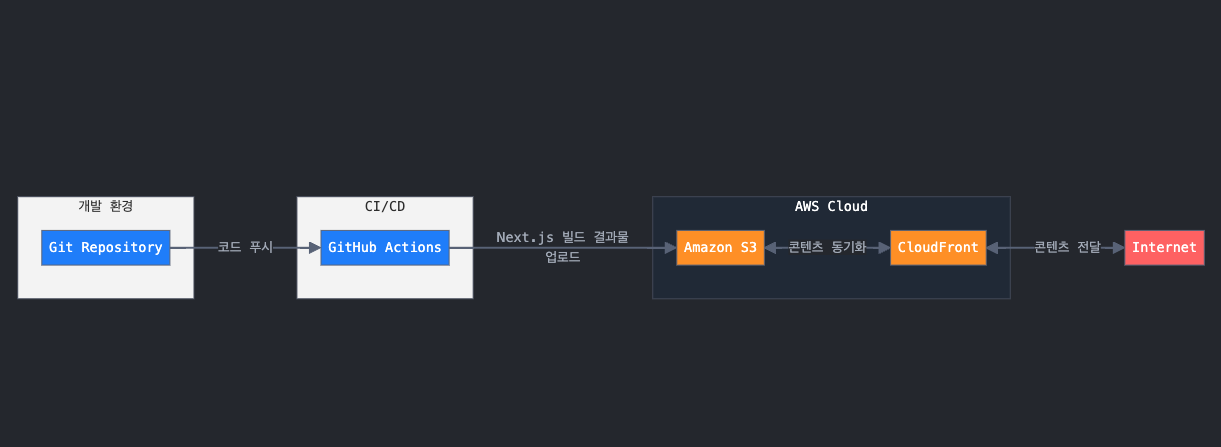 개발 환경
Git Repository
코드 푸시
CI/CD
GitHub Actions
Next.js 빌드 결과물
업로드
AWS Cloud
Amazon S3
콘텐츠 동기화
CloudFront
콘텐츠 전달
Internet